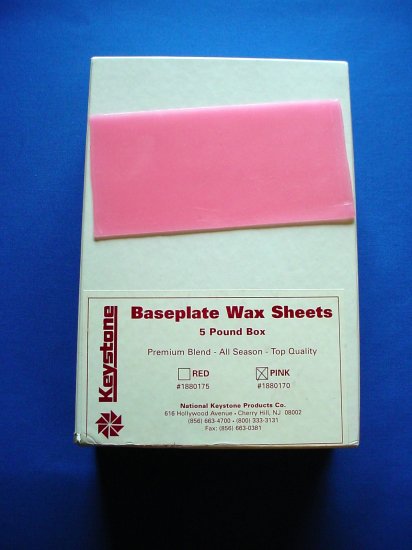 Keystone
Baseplate Wax Sheets
5 Pound Box
Premium Blend - All Season - Top Quality
RED
#1880175
PINK
#1880170
National Keystone Products Co.
616 Hollywood Avenue • Cherry Hill, NJ 08002
(856) 663-4700 • (800) 333-3131
Fax: (856) 663-0381